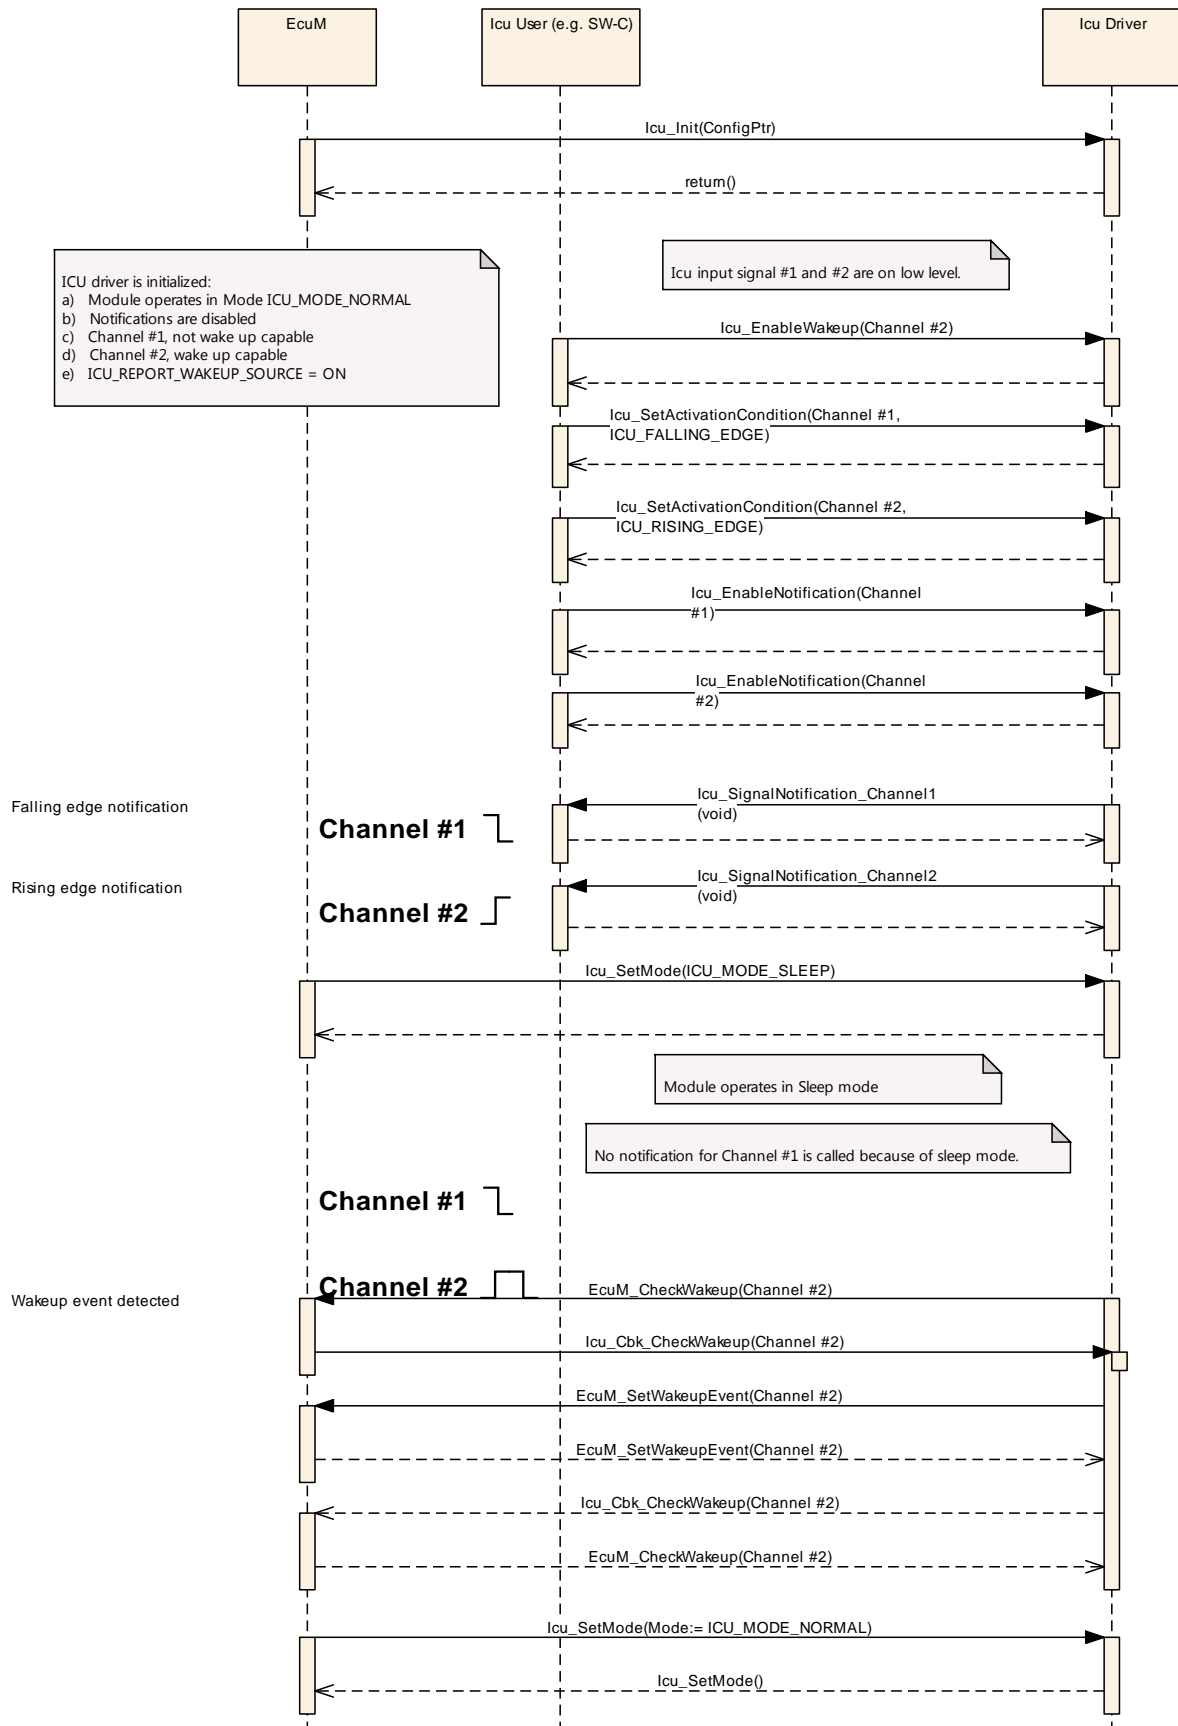 EcuM
Icu User (e.g. SW-C)
Icu Driver
Icu_Init(ConfigPtr)
return()
ICU driver is initialized:
a) Module operates in Mode ICU_MODE_NORMAL
b) Notifications are disabled
c) Channel #1, not wake up capable
d) Channel #2, wake up capable
e) ICU_REPORT_WAKEUP_SOURCE = ON
Icu input signal #1 and #2 are on low level.
Icu_EnableWakeup(Channel #2)
Icu_SetActivationCondition(Channel #1,
ICU_FALLING_EDGE)
Icu_SetActivationCondition(Channel #2,
ICU_RISING_EDGE)
Icu_EnableNotification(Channel
#1)
Icu_EnableNotification(Channel
#2)
Icu_SignalNotification_Channel1
(void)
Falling edge notification
Channel #1
Icu_SignalNotification_Channel2
(void)
Rising edge notification
Channel #2
Icu_SetMode(ICU_MODE_SLEEP)
Module operates in Sleep mode
No notification for Channel #1 is called because of sleep mode.
Channel #1
Channel #2
EcuM_CheckWakeup(Channel #2)
Wakeup event detected
Icu_Cbk_CheckWakeup(Channel #2)
EcuM_SetWakeupEvent(Channel #2)
EcuM_SetWakeupEvent(Channel #2)
Icu_Cbk_CheckWakeup(Channel #2)
EcuM_CheckWakeup(Channel #2)
Icu_SetMode(Mode:= ICU_MODE_NORMAL)
Icu_SetMode()